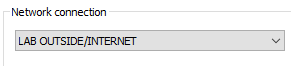 Network connection
LAB OUTSIDE/INTERNET